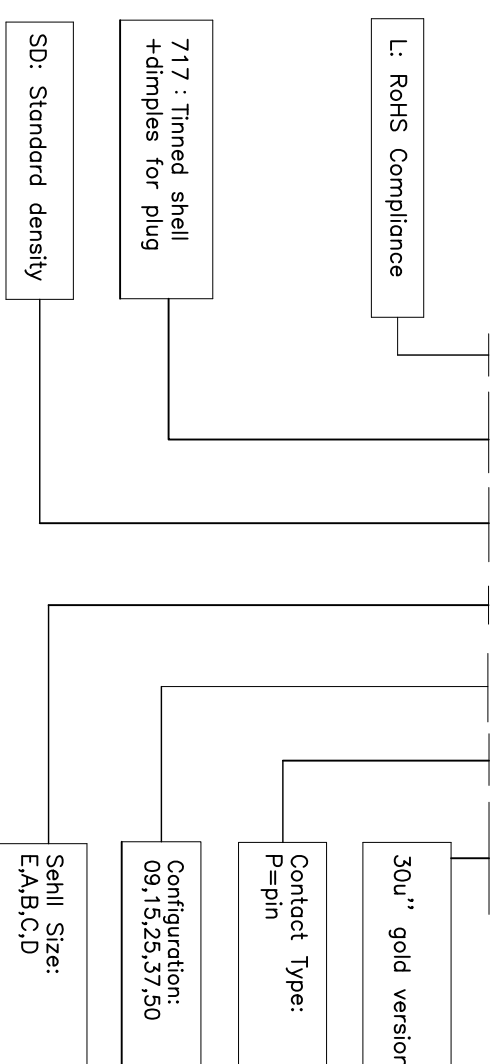 L: RoHS Compliance
717 : Tinned shell
+dimples for plug
SD: Standard density
30u” gold version
Contact Type:
P=pin
Configuration:
09,15,25,37,50
Sehll Size:
E,A,B,C,D